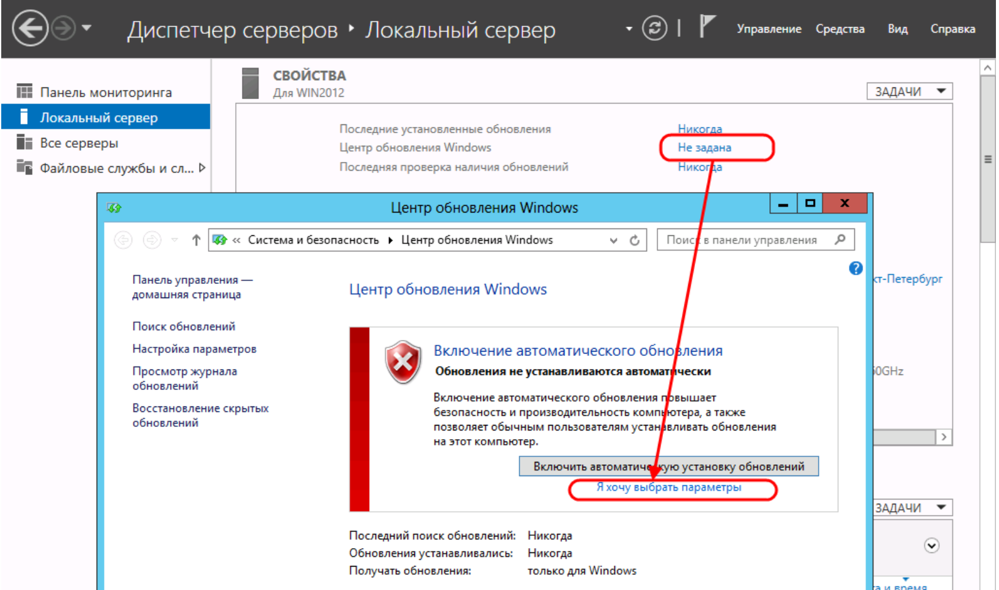 Диспетчер серверов ‣ Локальный сервер
Управление Средства Вид Справка
Панель мониторинга
Локальный сервер
Все серверы
Файловые службы и сл...
СВОЙСТВА
Для WIN2012
ЗАДАЧИ
Последние установленные обновления Никогда
Центр обновления Windows Не задана
Последняя проверка наличия обновлений Никогда
Центр обновления Windows
« Система и безопасность ▸ Центр обновления Windows
Поиск в панели управления
Панель управления —
домашняя страница
Поиск обновлений
Настройка параметров
Просмотр журнала
обновлений
Восстановление скрытых
обновлений
Центр обновления Windows
Включение автоматического обновления
Обновления не устанавливаются автоматически
Включение автоматического обновления повышает
безопасность и производительность компьютера, а также
позволяет обычным пользователям устанавливать обновления
на этот компьютер.
Включить автоматическую установку обновлений
Я хочу выбрать параметры
Последний поиск обновлений: Никогда
Обновления устанавливались: Никогда
Получать обновления: только для Windows
кт-Петербург
0GHz
ЗАДАЧИ
и время